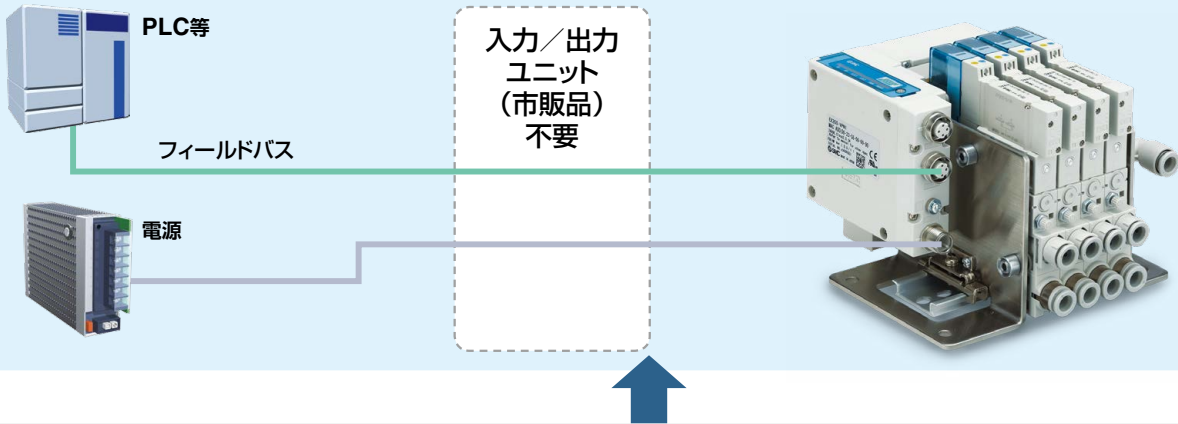 PLC等
入力／出力
ユニット
（市販品）
不要
フィールドバス
電源